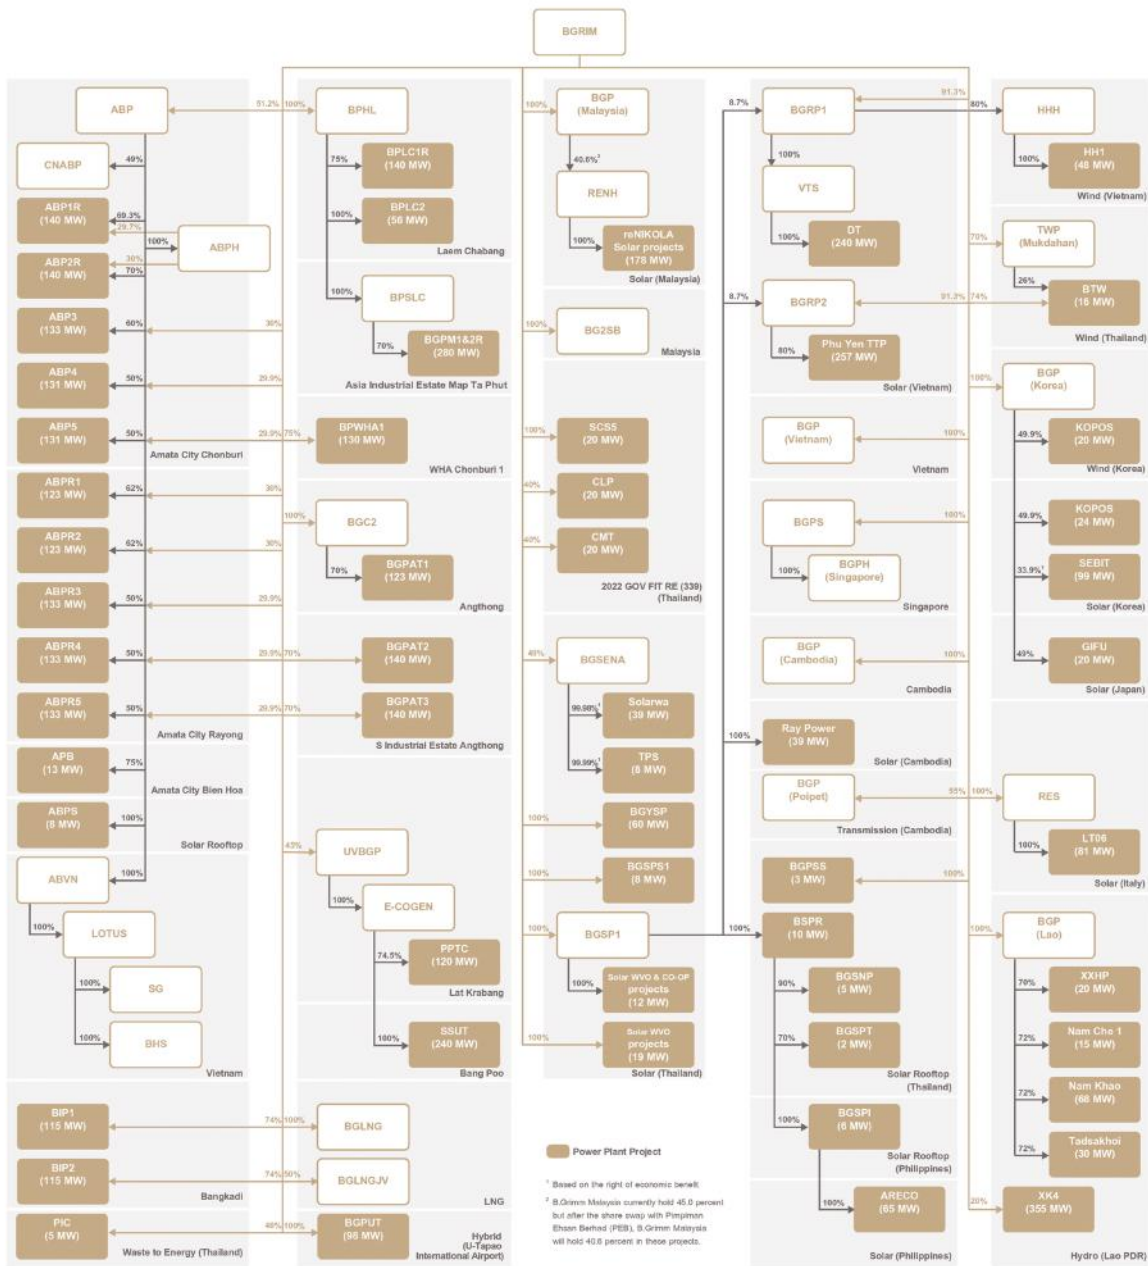 BGRIM
ABP
51.2%
CNABP
49%
ABP1R
(140 MW)
69.3%
29.7%
100%
ABPH
ABP2R
(140 MW)
30%
70%
ABP3
(133 MW)
60%
30%
ABP4
(131 MW)
50%
29.9%
ABP5
(131 MW)
50%
29.9%
Amata City Chonburi
ABPR1
(123 MW)
62%
30%
ABPR2
(123 MW)
62%
30%
ABPR3
(133 MW)
50%
29.9%
ABPR4
(133 MW)
50%
29.9%
ABPR5
(133 MW)
50%
29.9%
Amata City Rayong
APB
(13 MW)
75%
Amata City Bien Hoa
ABPS
(8 MW)
100%
Solar Rooftop
ABVN
100%
100%
LOTUS
100%
SG
100%
BHS
Vietnam
BIP1
(115 MW)
74%
BIP2
(115 MW)
74%
Bangkadi
PIC
(5 MW)
48%
Waste to Energy (Thailand)
100%
BPHL
75%
BPLC1R
(140 MW)
100%
BPLC2
(56 MW)
Laem Chabang
100%
BPSLC
70%
BGPM1&2R
(280 MW)
Asia Industrial Estate Map Ta Phut
75%
BPWHA1
(130 MW)
WHA Chonburi 1
100%
BGC2
70%
BGPAT1
(123 MW)
Angthong
70%
BGPAT2
(140 MW)
70%
BGPAT3
(140 MW)
S Industrial Estate Angthong
45%
UVBGP
100%
E-COGEN
74.5%
PPTC
(120 MW)
Lat Krabang
100%
SSUT
(240 MW)
Bang Poo
100%
BGLNG
50%
BGLNGJV
LNG
100%
BGPUT
(98 MW)
Hybrid
(U-Tapao
International Airport)
100%
BGP
(Malaysia)
40.6%²
RENH
100%
reNIKOLA
Solar projects
(178 MW)
Solar (Malaysia)
100%
BG2SB
Malaysia
100%
SCS5
(20 MW)
40%
CLP
(20 MW)
40%
CMT
(20 MW)
2022 GOV FIT RE (339)
(Thailand)
49%
BGSENA
99.98%¹
Solarwa
(39 MW)
99.99%¹
TPS
(8 MW)
100%
BGYSP
(60 MW)
100%
BGSPS1
(8 MW)
100%
BGSP1
100%
Solar WVO & CO-OP
projects
(12 MW)
100%
Solar WVO
projects
(19 MW)
Solar (Thailand)
Power Plant Project
¹ Based on the right of economic benefit
² B.Grimm Malaysia currently hold 45.0 percent
but after the share swap with Pimpinan
Ehsan Berhad (PEB), B.Grimm Malaysia
will hold 40.6 percent in these projects.
8.7%
BGRP1
91.3%
100%
VTS
100%
DT
(240 MW)
8.7%
BGRP2
91.3%
80%
Phu Yen TTP
(257 MW)
Solar (Vietnam)
BGP
(Vietnam)
100%
Vietnam
BGPS
100%
100%
BGPH
(Singapore)
Singapore
BGP
(Cambodia)
100%
Cambodia
100%
Ray Power
(39 MW)
Solar (Cambodia)
BGP
(Poipet)
55%
Transmission (Cambodia)
BGPSS
(3 MW)
100%
100%
BSPR
(10 MW)
90%
BGSNP
(5 MW)
70%
BGSPT
(2 MW)
Solar Rooftop
(Thailand)
100%
BGSPI
(6 MW)
Solar Rooftop
(Philippines)
100%
ARECO
(65 MW)
Solar (Philippines)
80%
HHH
100%
HH1
(48 MW)
Wind (Vietnam)
70%
TWP
(Mukdahan)
26%
74%
BTW
(16 MW)
Wind (Thailand)
100%
BGP
(Korea)
49.9%
KOPOS
(20 MW)
Wind (Korea)
49.9%
KOPOS
(24 MW)
33.9%¹
SEBIT
(99 MW)
Solar (Korea)
49%
GIFU
(20 MW)
Solar (Japan)
100%
RES
100%
LT06
(81 MW)
Solar (Italy)
100%
BGP
(Lao)
70%
XXHP
(20 MW)
72%
Nam Che 1
(15 MW)
72%
Nam Khao
(68 MW)
72%
Tadsakhoi
(30 MW)
20%
XK4
(355 MW)
Hydro (Lao PDR)